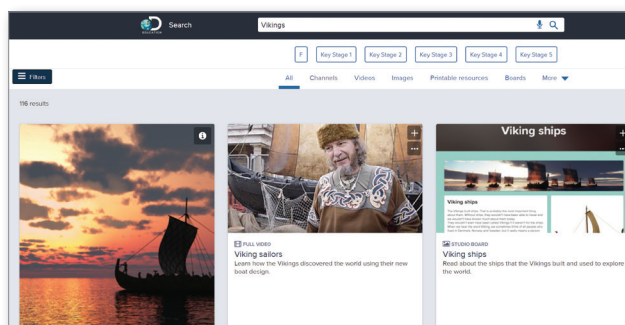 EDUCATION
Search
Vikings
F
Key Stage 1
Key Stage 2
Key Stage 3
Key Stage 4
Key Stage 5
Filters
All
Channels
Videos
Images
Printable resources
Boards
More
116 results
FULL VIDEO
Viking sailors
Learn how the Vikings discovered the world using their new
boat design.
Viking ships
Viking ships
STUDIO BOARD
Viking ships
Read about the ships that the Vikings built and used to explore
the world.